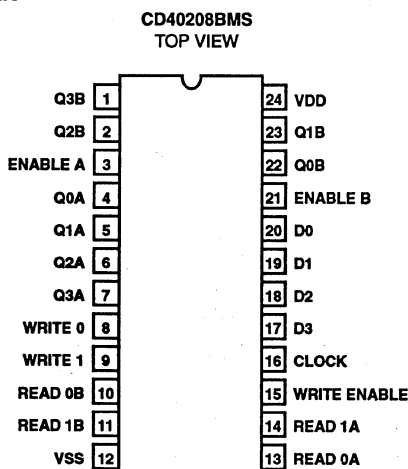 CD40208BMS
TOP VIEW
Q3B 1 24 VDD
Q2B 2 23 Q1B
ENABLE A 3 22 Q0B
Q0A 4 21 ENABLE B
Q1A 5 20 D0
Q2A 6 19 D1
Q3A 7 18 D2
WRITE 0 8 17 D3
WRITE 1 9 16 CLOCK
READ 0B 10 15 WRITE ENABLE
READ 1B 11 14 READ 1A
VSS 12 13 READ 0A